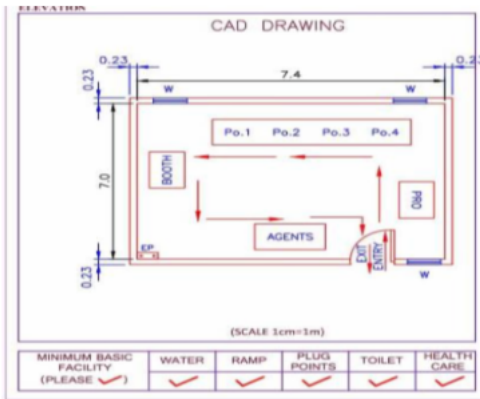 ELEVATION
CAD DRAWING
0.23
7.4
0.23
0.23
W
W
Po.1 Po.2 Po.3 Po.4
BOOTH
7.0
PRO
AGENTS
EP
EXIT
ENTRY
0.23
W
(SCALE 1cm=1m)
MINIMUM BASIC FACILITY (PLEASE ✓)
WATER
RAMP
PLUG POINTS
TOILET
HEALTH CARE
✓ ✓ ✓ ✓ ✓